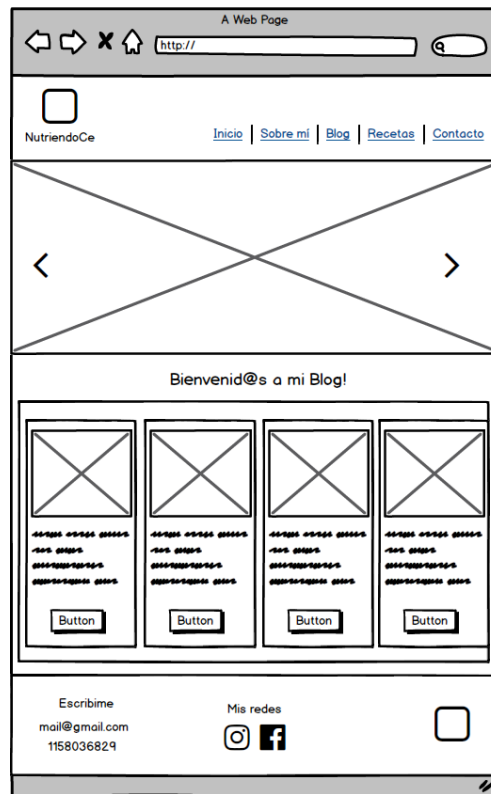 A Web Page
http://
NutriendoCe
Inicio | Sobre mí | Blog | Recetas | Contacto
Bienvenid@s a mi Blog!
Button
Button
Button
Button
Escribime
mail@gmail.com
1158036829
Mis redes